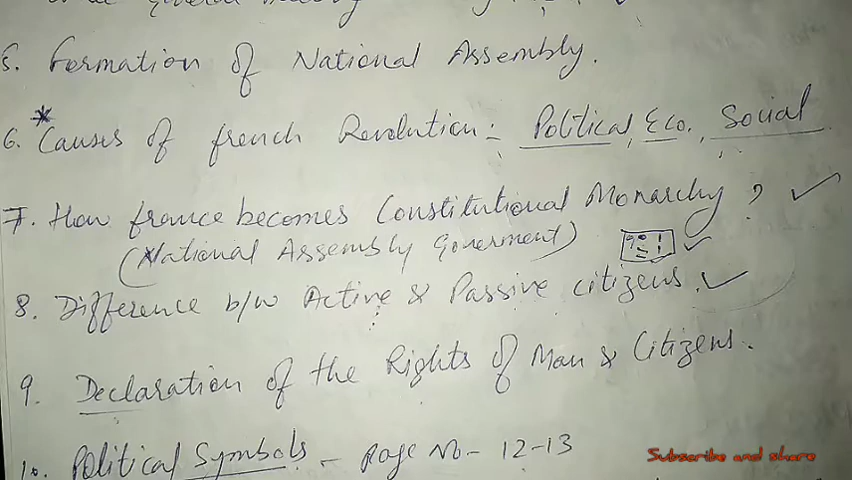 5. Formation of National Assembly.
6. * Causes of french Revolution:- Political, Eco., Social
7. How france becomes Constitutional Monarchy ?
(National Assembly Goverment)
8. Difference b/w Active & Passive citizens.
9. Declaration of the Rights of Man & Citizens.
10. Political Symbols - Page No - 12-13
Subscribe and share